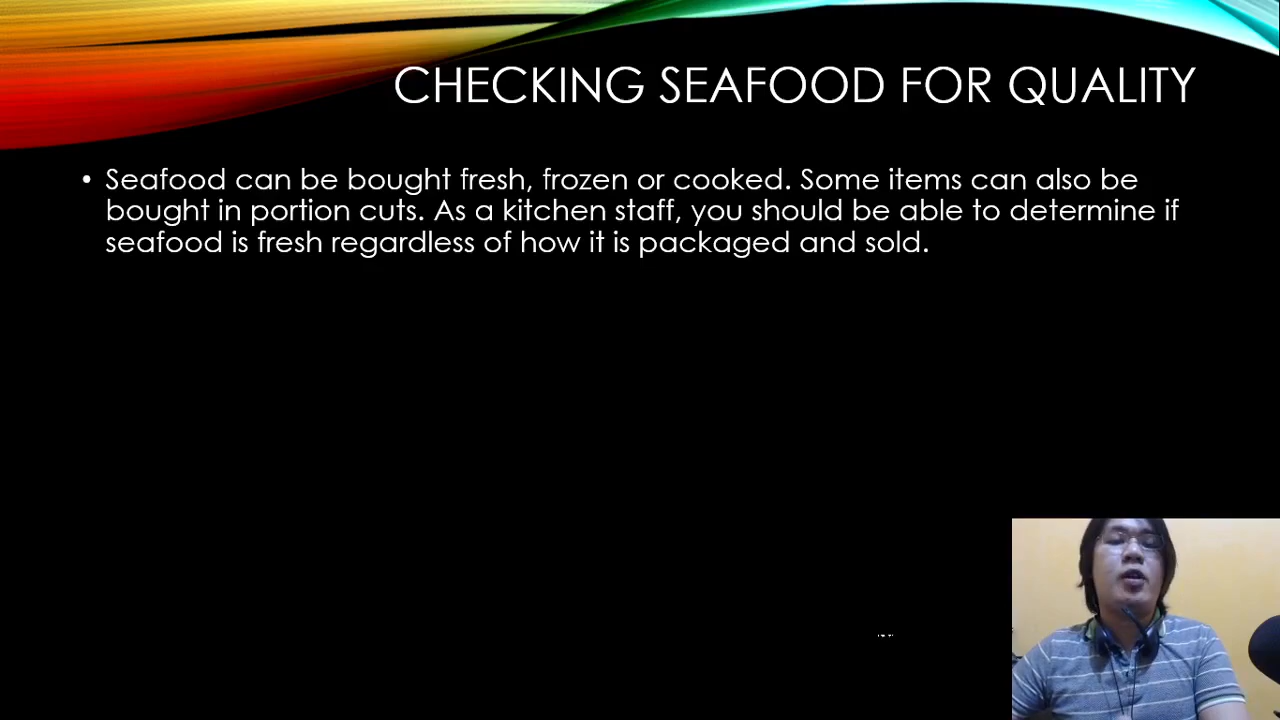 CHECKING SEAFOOD FOR QUALITY
• Seafood can be bought fresh, frozen or cooked. Some items can also be
bought in portion cuts. As a kitchen staff, you should be able to determine if
seafood is fresh regardless of how it is packaged and sold.